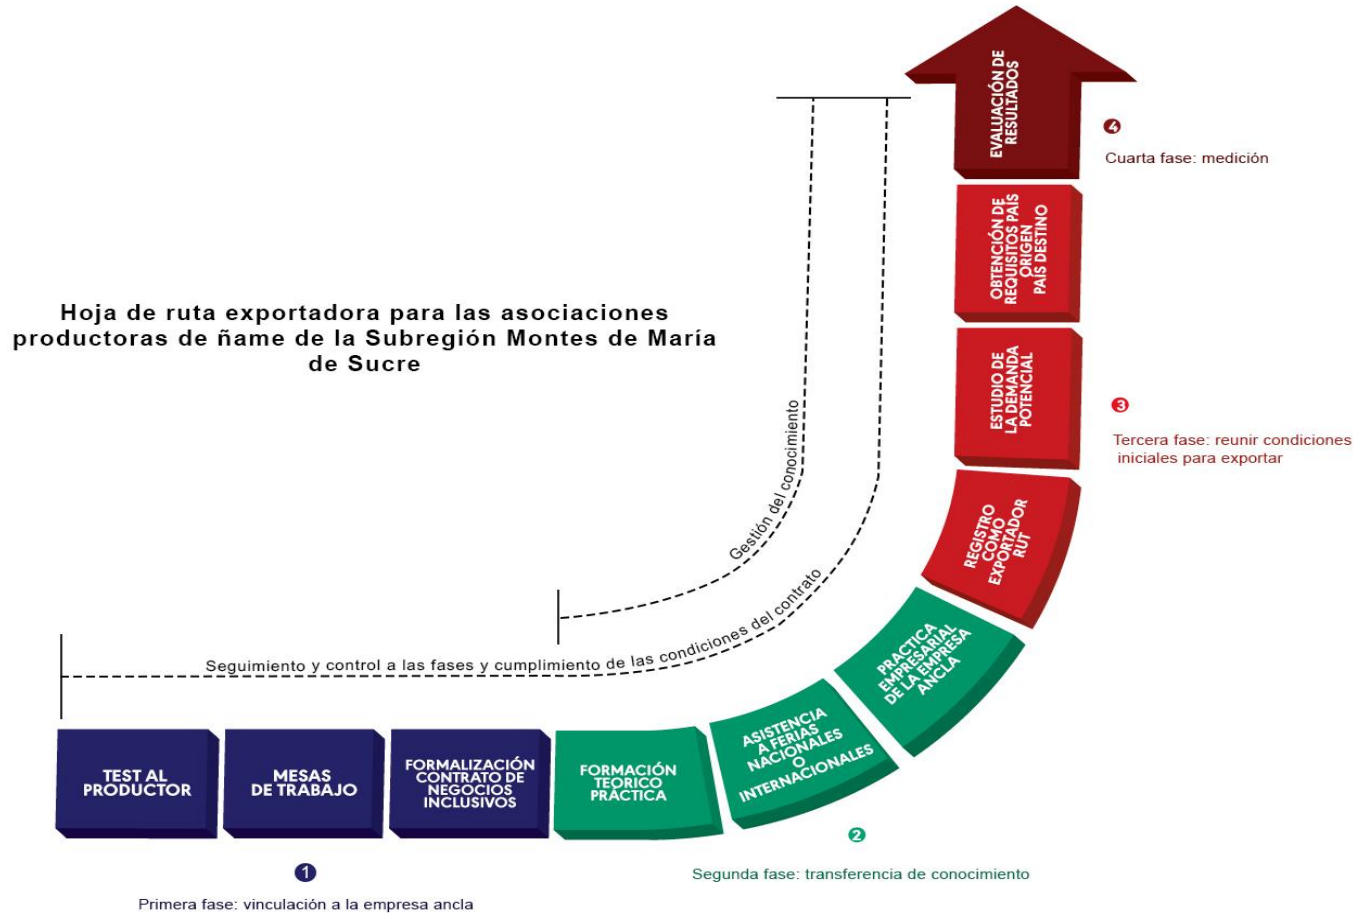 Hoja de ruta exportadora para las asociaciones
productoras de ñame de la Subregión Montes de María
de Sucre
Gestión del conocimiento
Seguimiento y control a las fases y cumplimiento de las condiciones del contrato
TEST AL
PRODUCTOR
MESAS
DE TRABAJO
FORMALIZACIÓN
CONTRATO DE
NEGOCIOS
INCLUSIVOS
1
Primera fase: vinculación a la empresa ancla
FORMACIÓN
TEÓRICO
PRÁCTICA
ASISTENCIA
A FERIAS
NACIONALES
O
INTERNACIONALES
PRACTICA
EMPRESARIAL
DE LA EMPRESA
ANCLA
2
Segunda fase: transferencia de conocimiento
REGISTRO
COMO
EXPORTADOR
RUT
ESTUDIO DE
LA DEMANDA
POTENCIAL
OBTENCIÓN DE
REQUISITOS PAÍS
ORIGEN
PAÍS DESTINO
3
Tercera fase: reunir condiciones
iniciales para exportar
EVALUACIÓN DE
RESULTADOS
4
Cuarta fase: medición